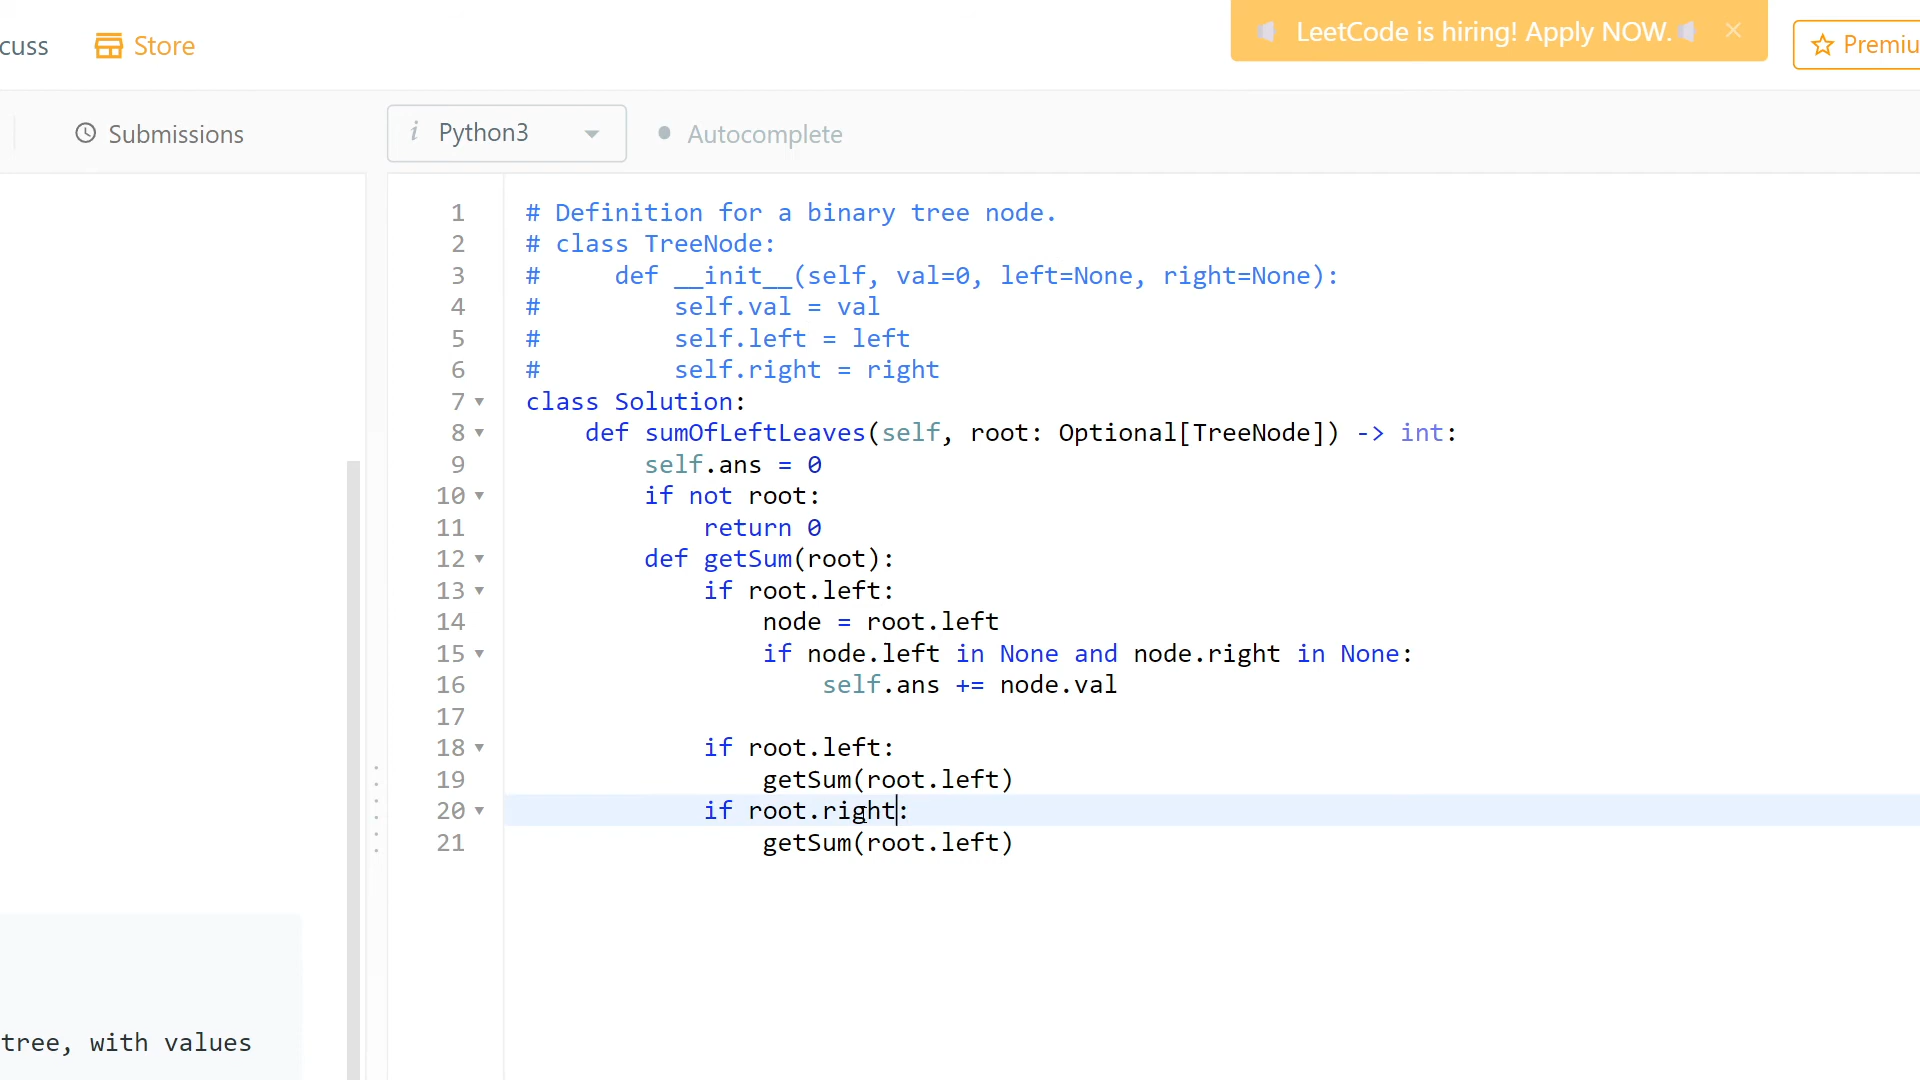 cuss Store LeetCode is hiring! Apply NOW. Premiu
Submissions i Python3 Autocomplete
1 # Definition for a binary tree node.
2 # class TreeNode:
3 #     def __init__(self, val=0, left=None, right=None):
4 #         self.val = val
5 #         self.left = left
6 #         self.right = right
7 class Solution:
8     def sumOfLeftLeaves(self, root: Optional[TreeNode]) -> int:
9         self.ans = 0
10         if not root:
11             return 0
12         def getSum(root):
13             if root.left:
14                 node = root.left
15                 if node.left in None and node.right in None:
16                     self.ans += node.val
17
18             if root.left:
19                 getSum(root.left)
20             if root.right:
21                 getSum(root.left)
tree, with values